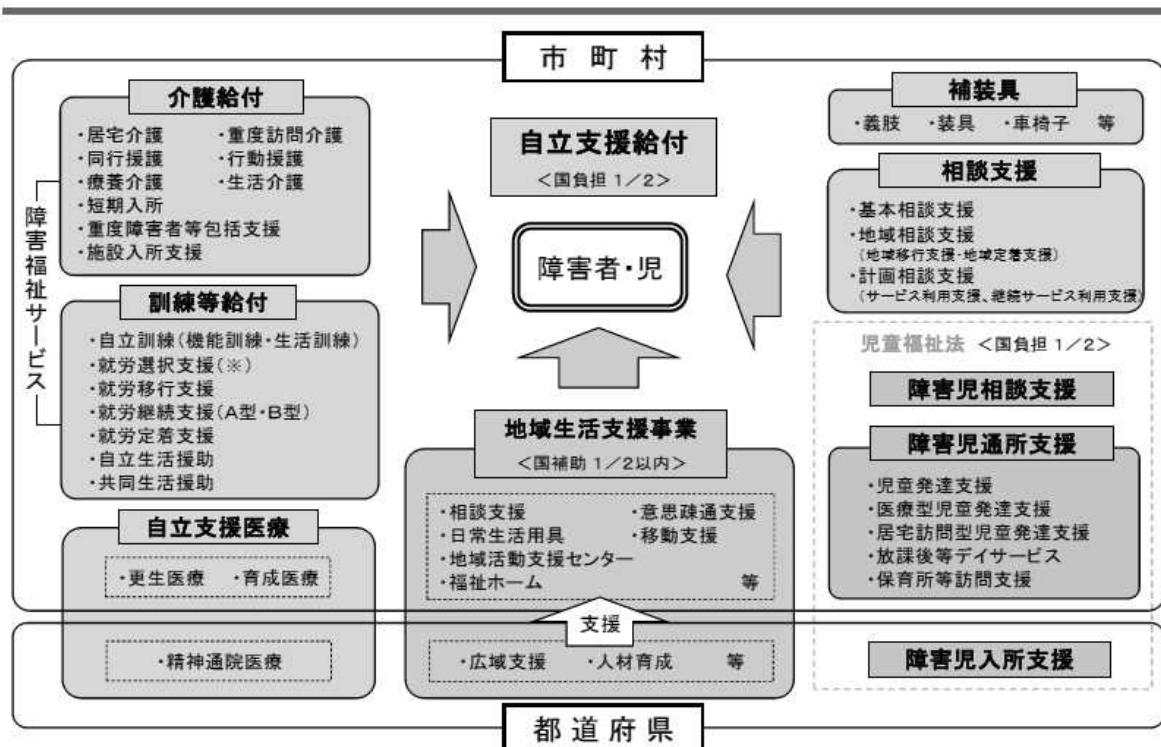 市町村
介護給付
・居宅介護 ・重度訪問介護
・同行援護 ・行動援護
・療養介護 ・生活介護
・短期入所
・重度障害者等包括支援
・施設入所支援
障害福祉サービス
訓練等給付
・自立訓練(機能訓練・生活訓練)
・就労選択支援(※)
・就労移行支援
・就労継続支援(A型・B型)
・就労定着支援
・自立生活援助
・共同生活援助
自立支援医療
・更生医療 ・育成医療
・精神通院医療
自立支援給付
<国負担 1/2>
障害者・児
地域生活支援事業
<国補助 1/2以内>
・相談支援 ・意思疎通支援
・日常生活用具 ・移動支援
・地域活動支援センター
・福祉ホーム 等
支援
・広域支援 ・人材育成 等
補装具
・義肢 ・装具 ・車椅子 等
相談支援
・基本相談支援
・地域相談支援
(地域移行支援・地域定着支援)
・計画相談支援
(サービス利用支援、継続サービス利用支援)
児童福祉法 <国負担 1/2>
障害児相談支援
障害児通所支援
・児童発達支援
・医療型児童発達支援
・居宅訪問型児童発達支援
・放課後等デイサービス
・保育所等訪問支援
障害児入所支援
都道府県